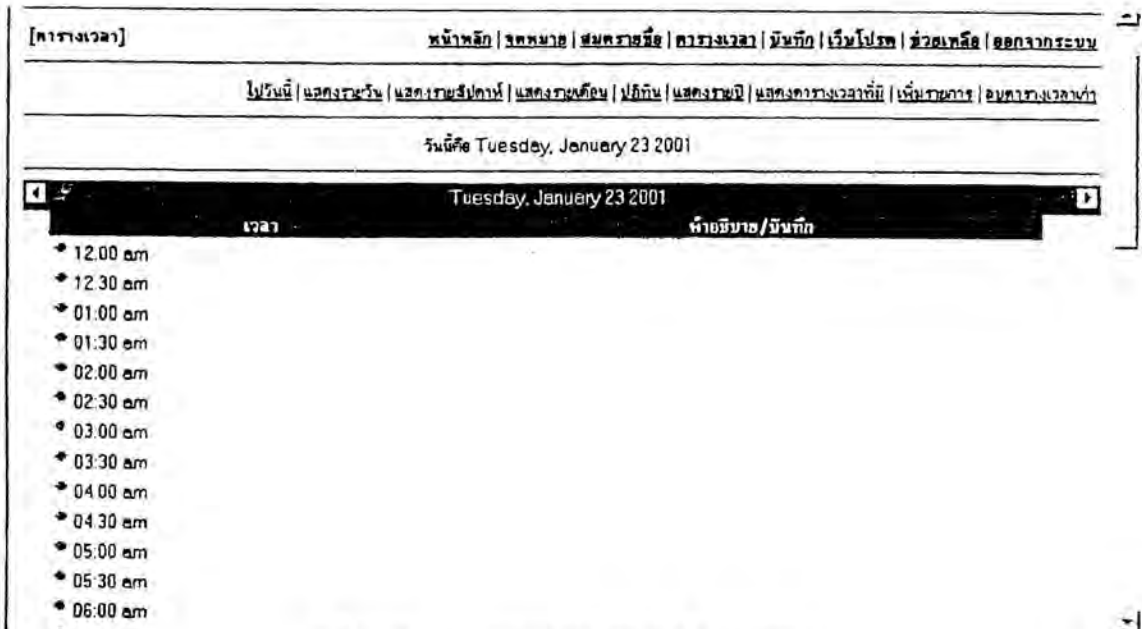 [ตารางเวลา] หน้าหลัก | จดหมาย | สมุดรายชื่อ | ตารางเวลา | บันทึก | เว็บโปรด | ช่วยเหลือ | ออกจากระบบ
ไปวันนี้ | แสดงรายวัน | แสดงรายสัปดาห์ | แสดงรายเดือน | ปฏิทิน | แสดงรายปี | แสดงตารางเวลาที่มี | เพิ่มรายการ | ลบตารางเวลาเก่า
วันนี้คือ Tuesday, January 23 2001
Tuesday, January 23 2001
เวลา คำอธิบาย/บันทึก
12:00 am
12:30 am
01:00 am
01:30 am
02:00 am
02:30 am
03:00 am
03:30 am
04:00 am
04:30 am
05:00 am
05:30 am
06:00 am